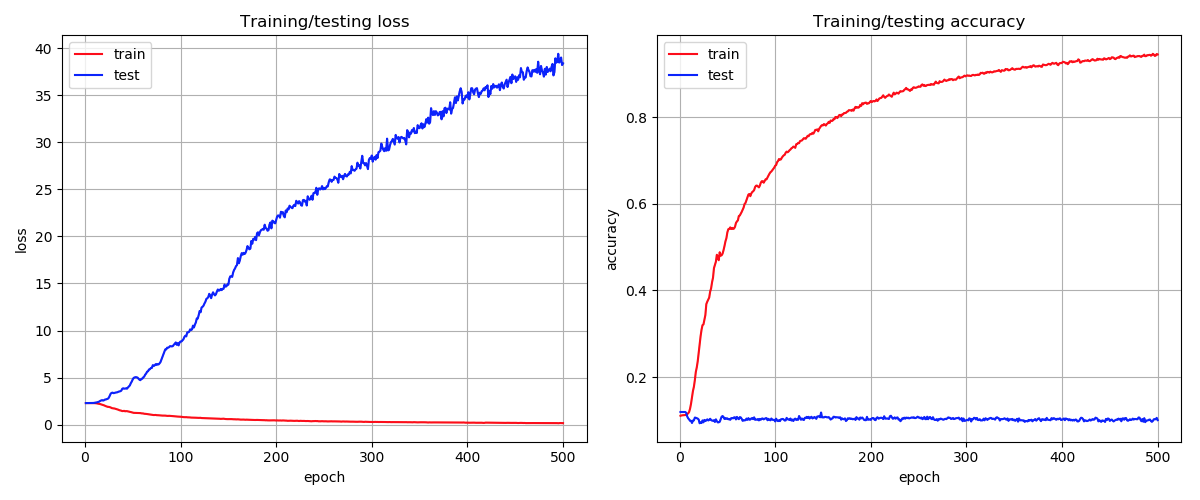 Training/testing loss
train
test
40
35
30
25
20
15
10
5
0
loss
0 100 200 300 400 500
epoch
Training/testing accuracy
train
test
0.8
0.6
0.4
0.2
accuracy
0 100 200 300 400 500
epoch